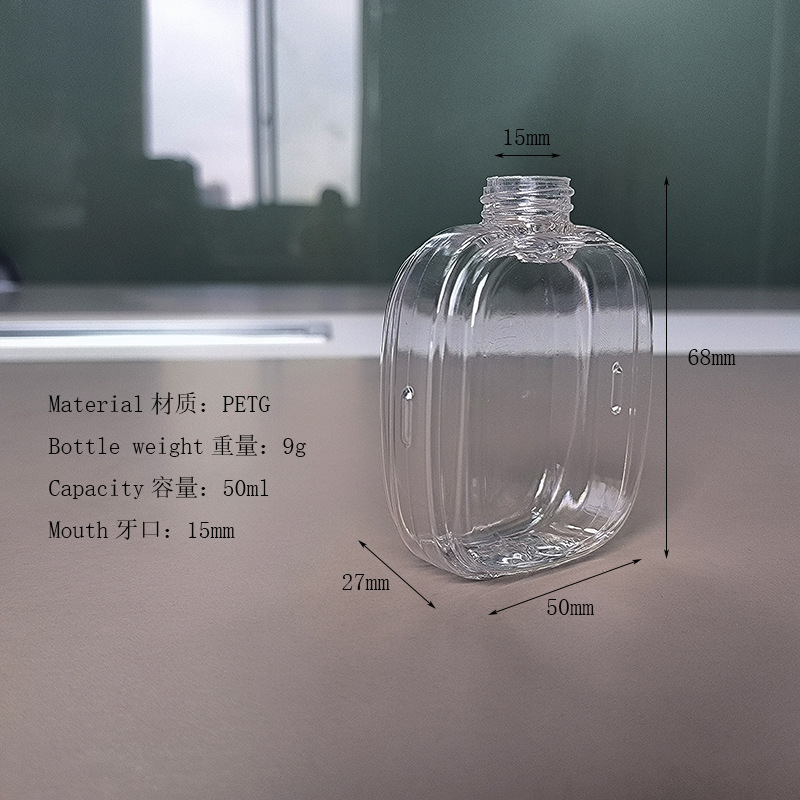 15mm
68mm
Material 材质：PETG
Bottle weight 重量：9g
Capacity 容量：50ml
Mouth 牙口：15mm
27mm
50mm